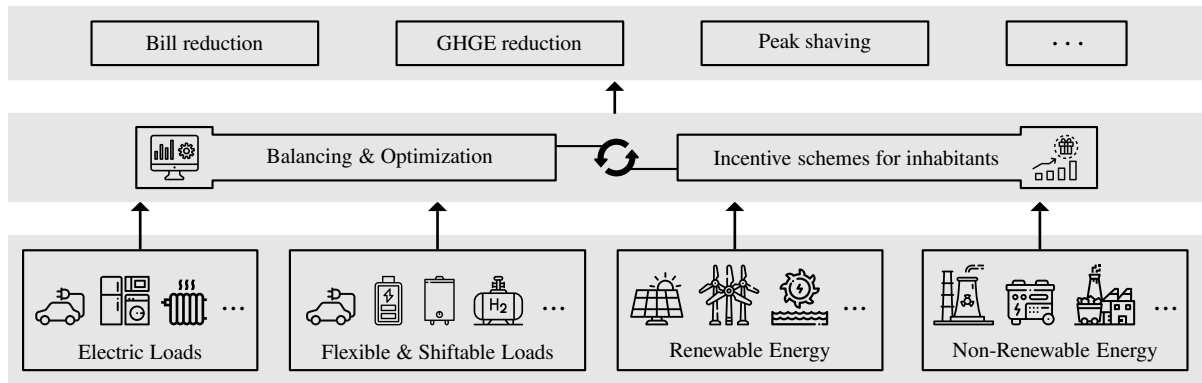 Bill reduction
GHGE reduction
Peak shaving
...
Balancing & Optimization
Incentive schemes for inhabitants
H2
...
...
...
...
Electric Loads
Flexible & Shiftable Loads
Renewable Energy
Non-Renewable Energy